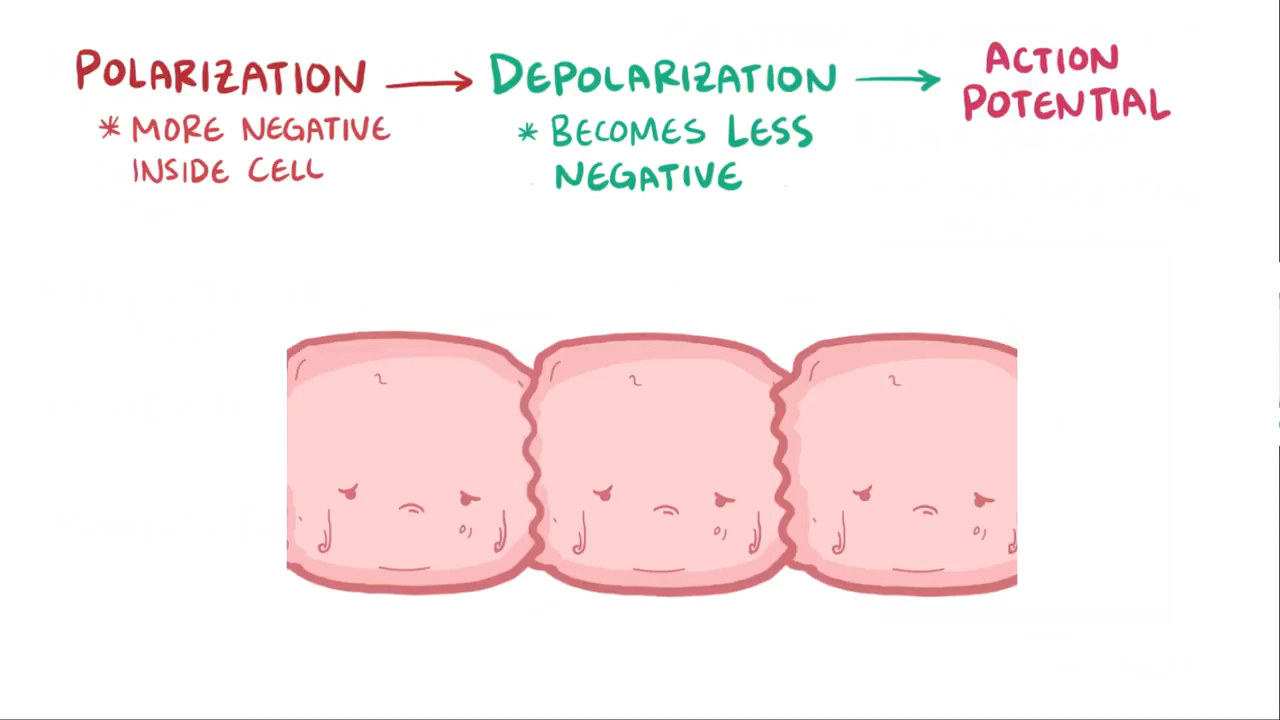 POLARIZATION → DEPOLARIZATION → ACTION POTENTIAL
* MORE NEGATIVE
INSIDE CELL
* BECOMES LESS
NEGATIVE